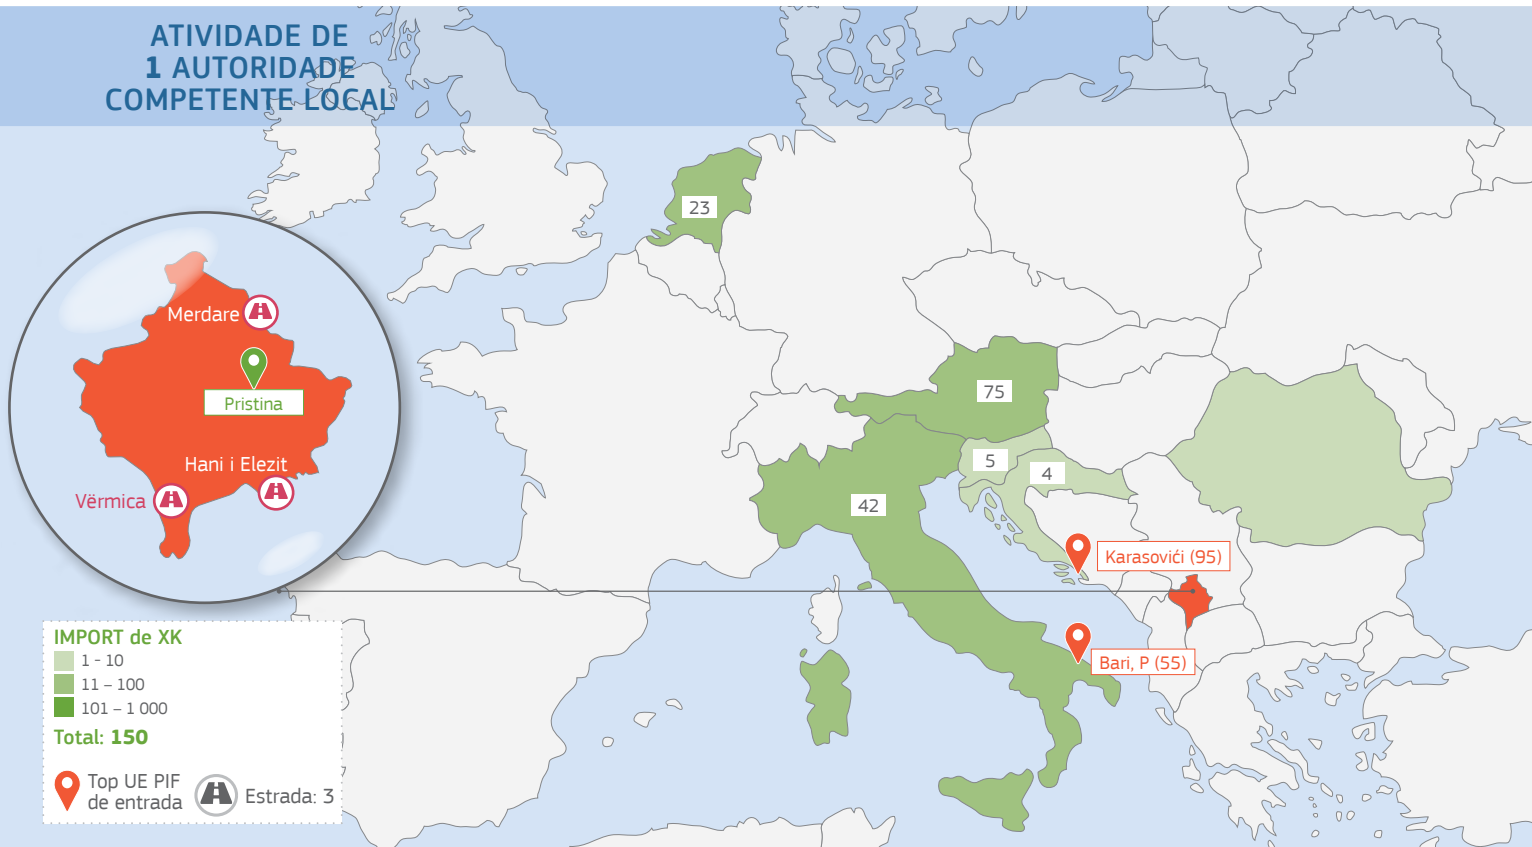 ATIVIDADE DE
1 AUTORIDADE
COMPETENTE LOCAL
23
Merdare
Pristina
Hani i Elezit
Vërmica
75
5
4
42
Karasovići (95)
Bari, P (55)
IMPORT de XK
1 - 10
11 – 100
101 – 1 000
Total: 150
Top UE PIF
de entrada
Estrada: 3